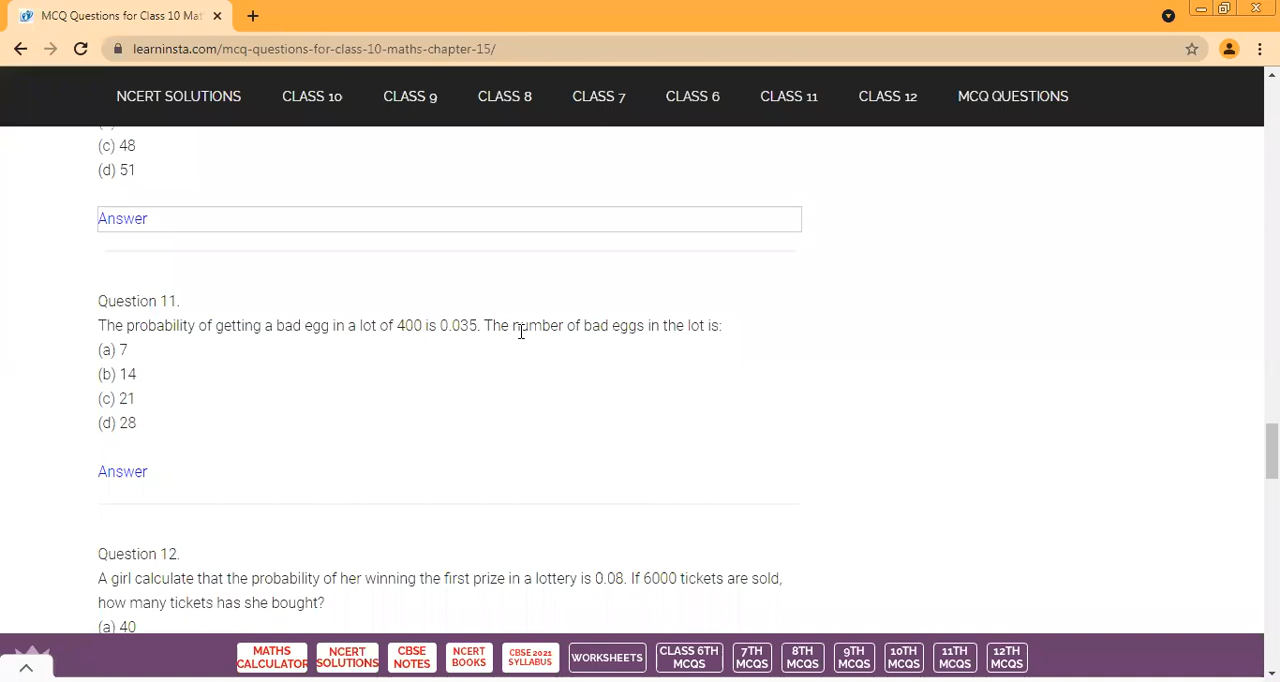 MCQ Questions for Class 10 Mat
learninsta.com/mcq-questions-for-class-10-maths-chapter-15/
NCERT SOLUTIONS CLASS 10 CLASS 9 CLASS 8 CLASS 7 CLASS 6 CLASS 11 CLASS 12 MCQ QUESTIONS
(c) 48
(d) 51
Answer
Question 11.
The probability of getting a bad egg in a lot of 400 is 0.035. The number of bad eggs in the lot is:
(a) 7
(b) 14
(c) 21
(d) 28
Answer
Question 12.
A girl calculate that the probability of her winning the first prize in a lottery is 0.08. If 6000 tickets are sold,
how many tickets has she bought?
(a) 40
MATHS CALCULATOR NCERT SOLUTIONS CBSE NOTES NCERT BOOKS CBSE 2021 SYLLABUS WORKSHEETS CLASS 6TH MCQS 7TH MCQS 8TH MCQS 9TH MCQS 10TH MCQS 11TH MCQS 12TH MCQS